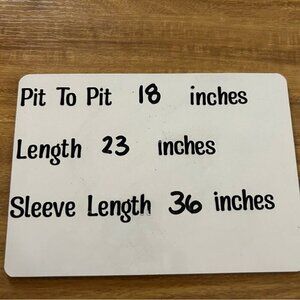 Pit To Pit 18 inches
Length 23 inches
Sleeve Length 36 inches